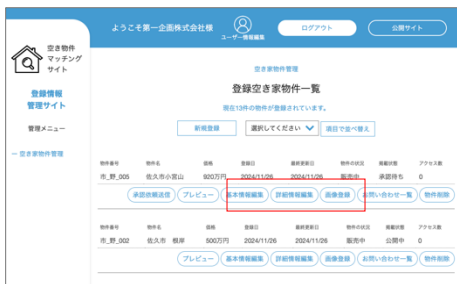 ようこそ第一企画株式会社様
ユーザー情報編集
ログアウト
公開サイト
空き物件
マッチング
サイト
登録情報
管理サイト
管理メニュー
ー 空き家物件管理
空き家物件管理
登録空き家物件一覧
現在13件の物件が登録されています。
新規登録
選択してください
項目で並べ替え
物件番号 物件名 価格 登録日 最終更新日 物件の状況 掲載状態 アクセス数
市_野_005 佐久市小宮山 920万円 2024/11/26 2024/11/26 販売中 承認待ち 0
承認依頼送信 プレビュー 基本情報編集 詳細情報編集 画像登録 お問い合わせ一覧 物件削除
物件番号 物件名 価格 登録日 最終更新日 物件の状況 掲載状態 アクセス数
市_野_002 佐久市 根岸 500万円 2024/11/26 2024/11/26 販売中 公開中 0
プレビュー 基本情報編集 詳細情報編集 画像登録 お問い合わせ一覧 物件削除